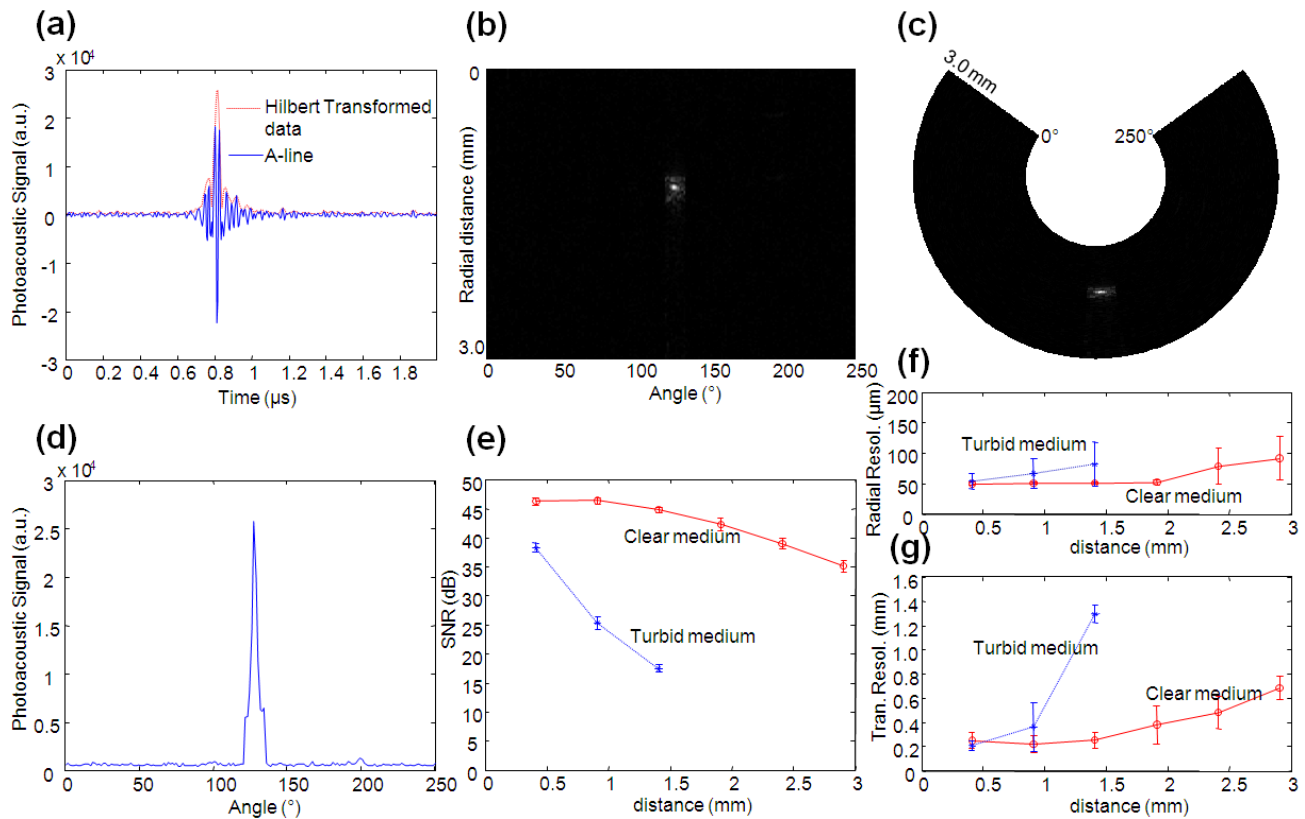 (a)
x 10⁴
3
2
1
0
-1
-2
-3
Photoacoustic Signal (a.u.)
Hilbert Transformed
data
A-line
0 0.2 0.4 0.6 0.8 1 1.2 1.4 1.6 1.8
Time (µs)
(b)
0
3.0
Radial distance (mm)
0 50 100 150 200 250
Angle (°)
(c)
3.0 mm
0° 250°
(d)
x 10⁴
3
2.5
2
1.5
1
0.5
0
Photoacoustic Signal (a.u.)
0 50 100 150 200 250
Angle (°)
(e)
50
45
40
35
30
25
20
15
10
5
0
SNR (dB)
Clear medium
Turbid medium
0 0.5 1 1.5 2 2.5 3
distance (mm)
(f)
200
150
100
50
0
Radial Resol. (µm)
Turbid medium
Clear medium
0 0.5 1 1.5 2 2.5 3
distance (mm)
(g)
1.6
1.4
1.2
1.0
0.8
0.6
0.4
0.2
0
Tran. Resol. (mm)
Turbid medium
Clear medium
0 0.5 1 1.5 2 2.5 3
distance (mm)